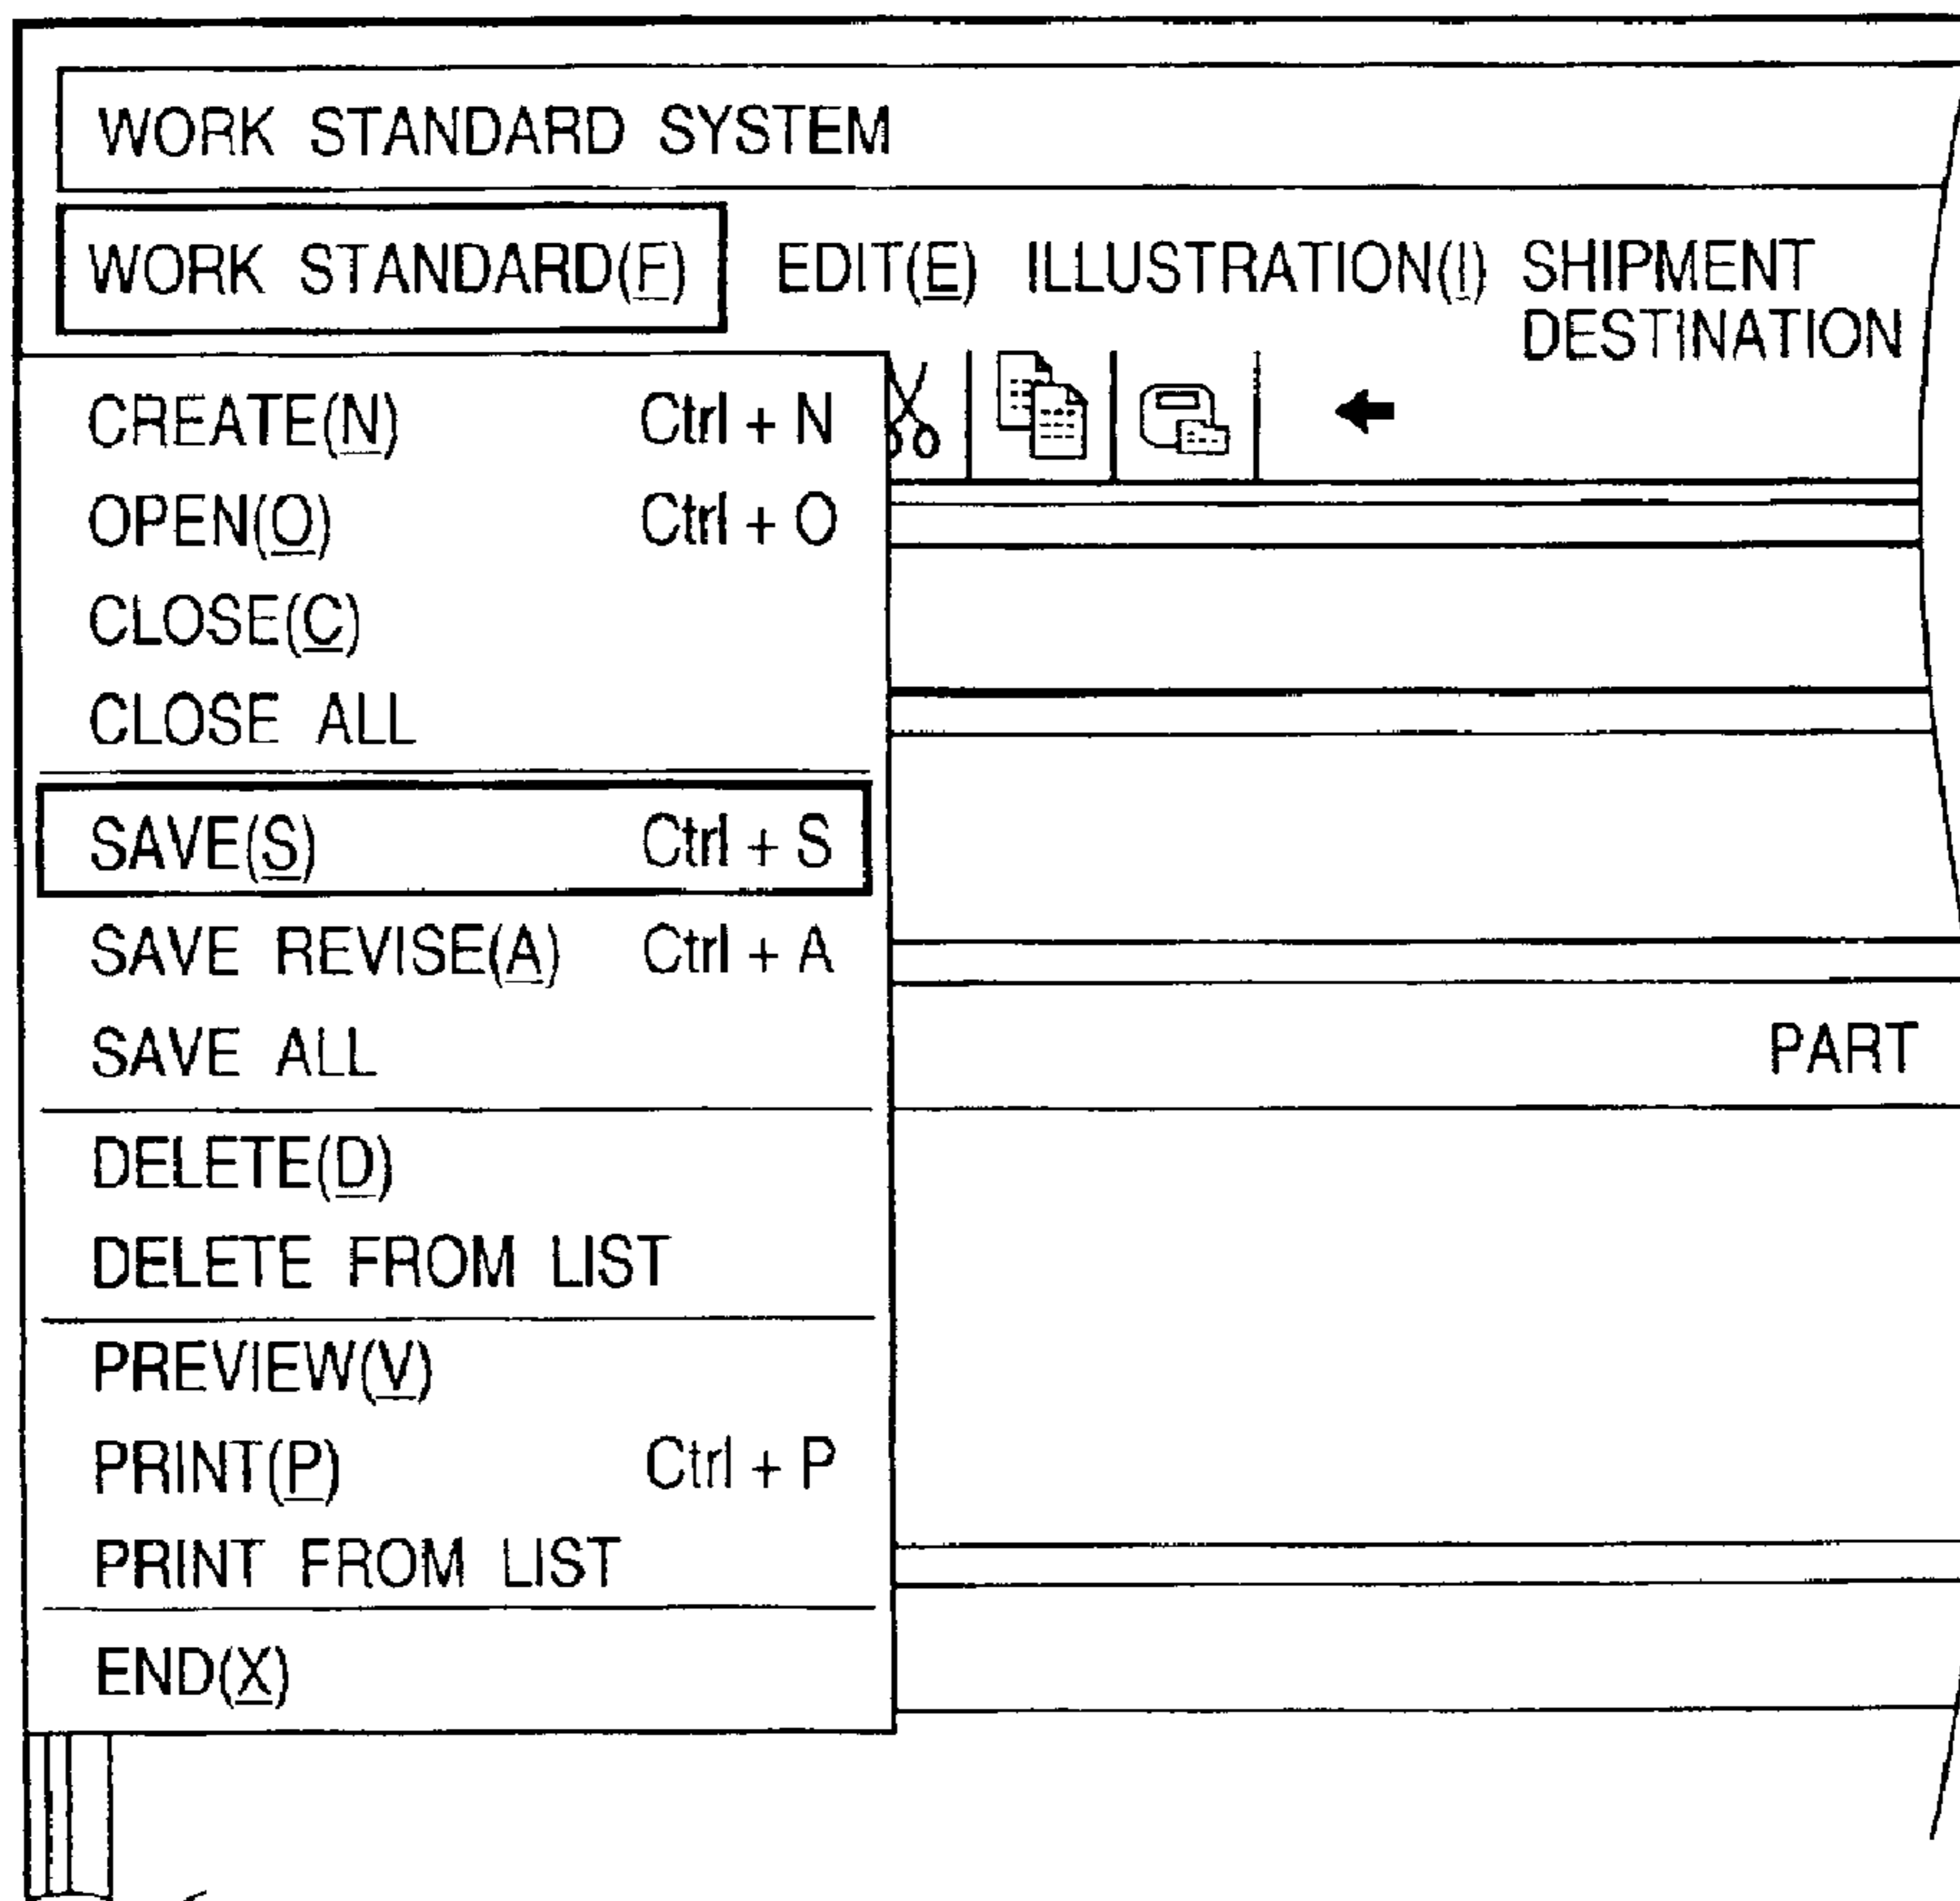 WORK STANDARD SYSTEM
WORK STANDARD(F) EDIT(E) ILLUSTRATION(I) SHIPMENT
DESTINATION
CREATE(N) Ctrl + N
OPEN(O) Ctrl + O
CLOSE(C)
CLOSE ALL
SAVE(S) Ctrl + S
SAVE REVISE(A) Ctrl + A
SAVE ALL
PART
DELETE(D)
DELETE FROM LIST
PREVIEW(V)
PRINT(P) Ctrl + P
PRINT FROM LIST
END(X)